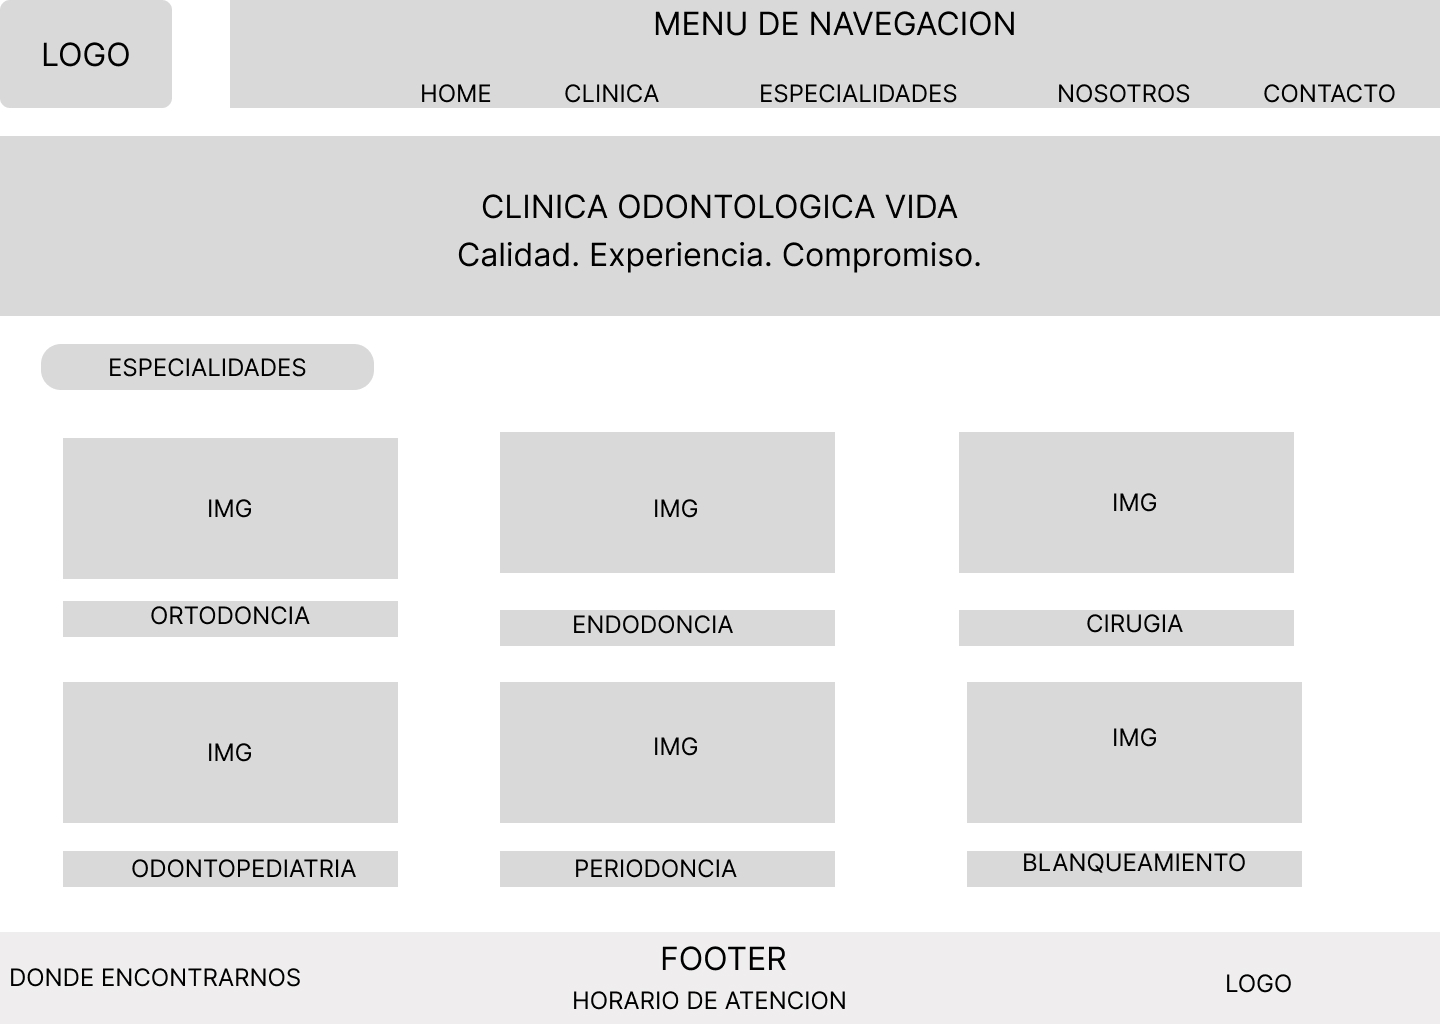 LOGO
MENU DE NAVEGACION
HOME CLINICA ESPECIALIDADES NOSOTROS CONTACTO
CLINICA ODONTOLOGICA VIDA
Calidad. Experiencia. Compromiso.
ESPECIALIDADES
IMG IMG IMG
ORTODONCIA ENDODONCIA CIRUGIA
IMG IMG IMG
ODONTOPEDIATRIA PERIODONCIA BLANQUEAMIENTO
FOOTER
DONDE ENCONTRARNOS HORARIO DE ATENCION LOGO